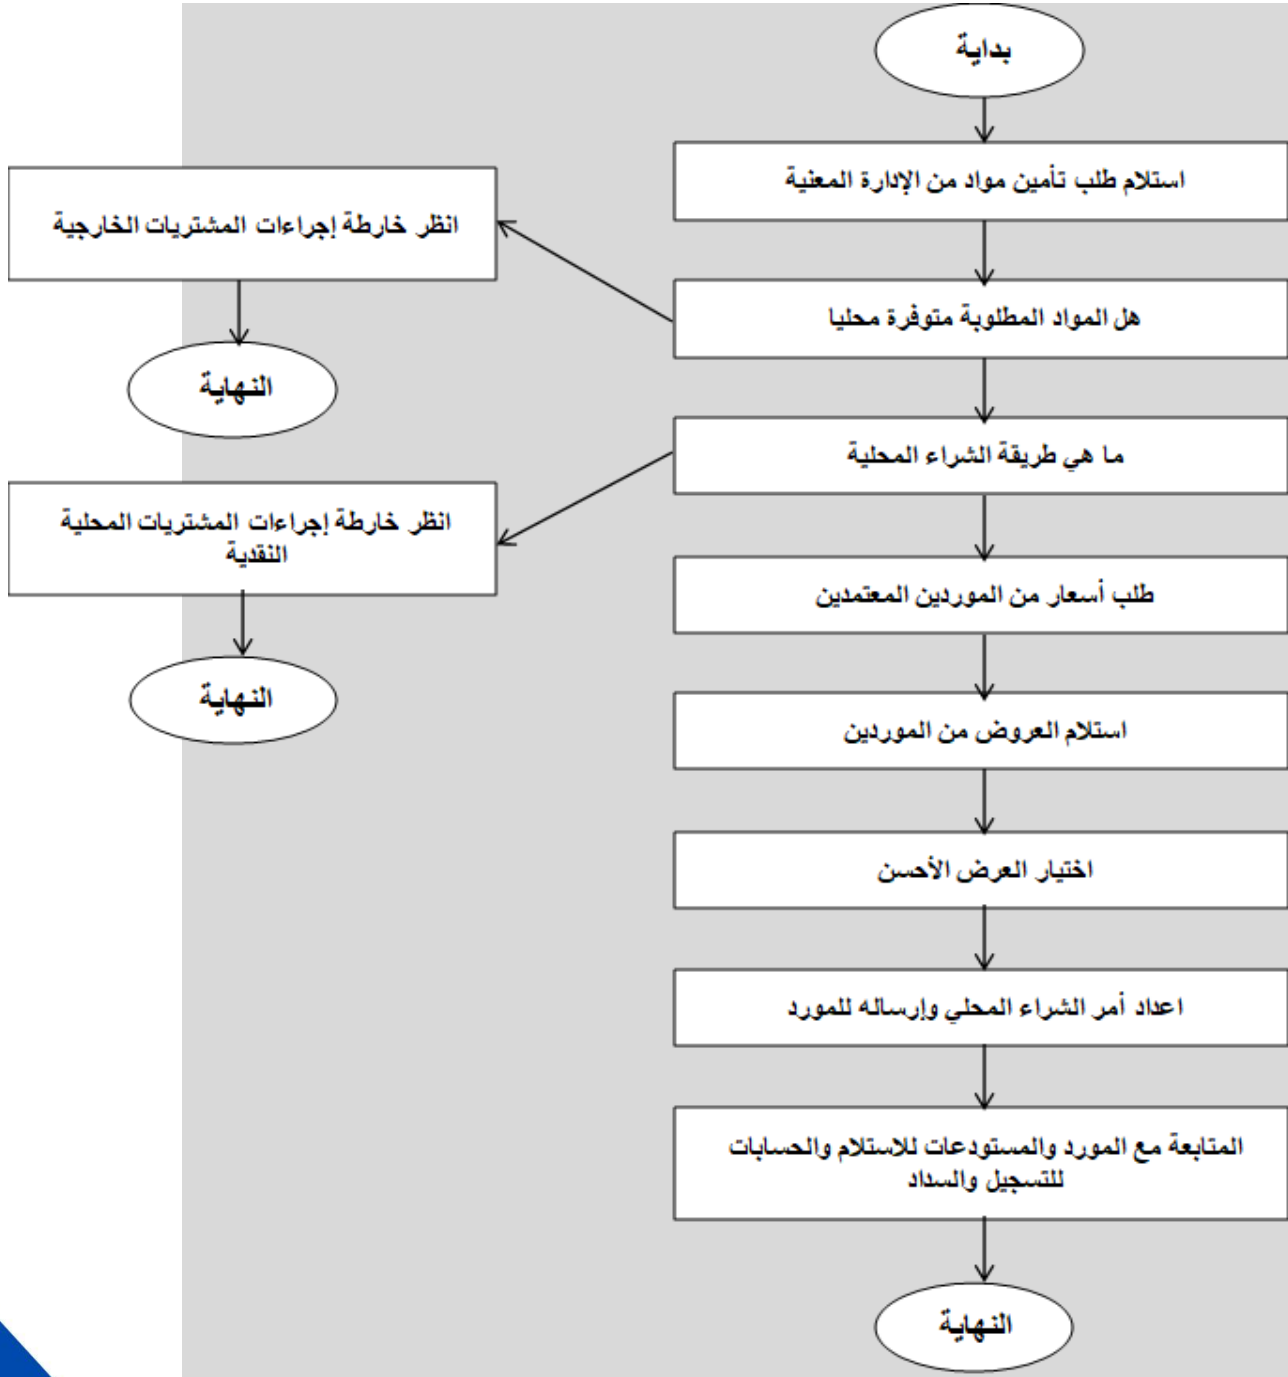 بداية
استلام طلب تأمين مواد من الإدارة المعنية
هل المواد المطلوبة متوفرة محليا
انظر خارطة إجراءات المشتريات الخارجية
النهاية
ما هي طريقة الشراء المحلية
انظر خارطة إجراءات المشتريات المحلية
النقدية
النهاية
طلب أسعار من الموردين المعتمدين
استلام العروض من الموردين
اختيار العرض الأحسن
اعداد أمر الشراء المحلي وإرساله للمورد
المتابعة مع المورد والمستودعات للاستلام والحسابات
للتسجيل والسداد
النهاية